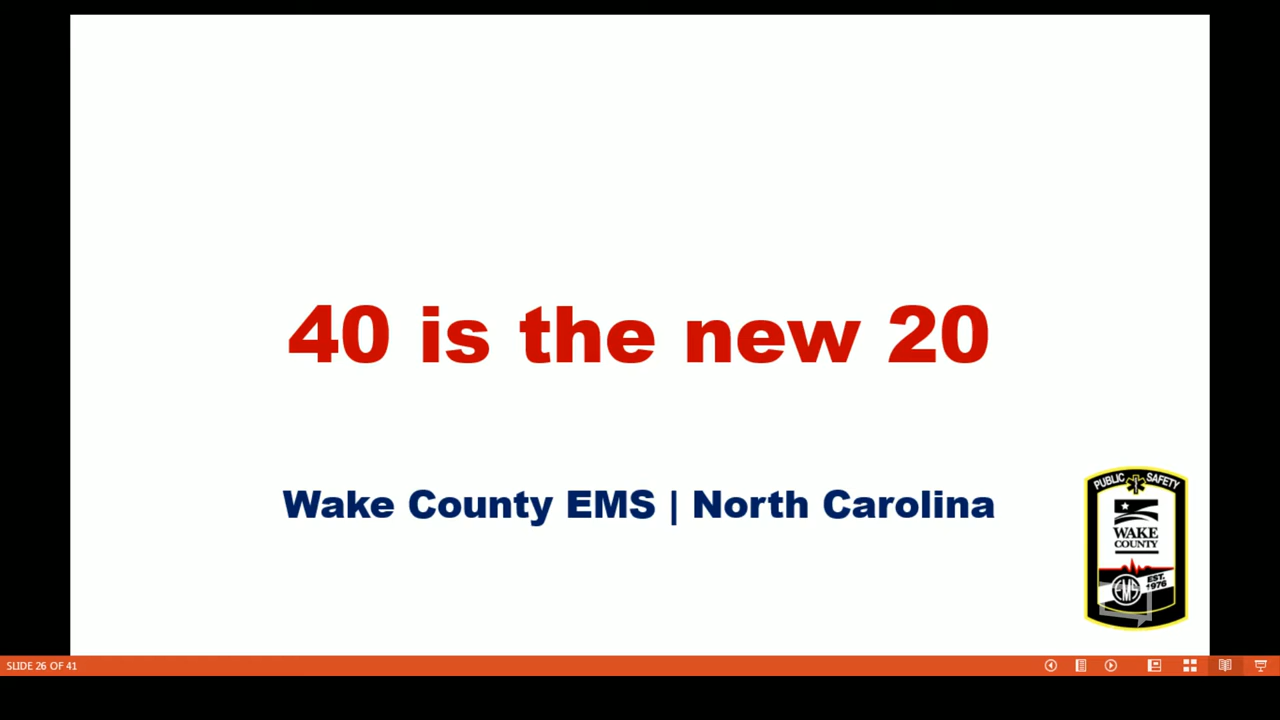 40 is the new 20
Wake County EMS | North Carolina
PUBLIC SAFETY
WAKE
COUNTY
EST.
1976
EMS
SLIDE 26 OF 41